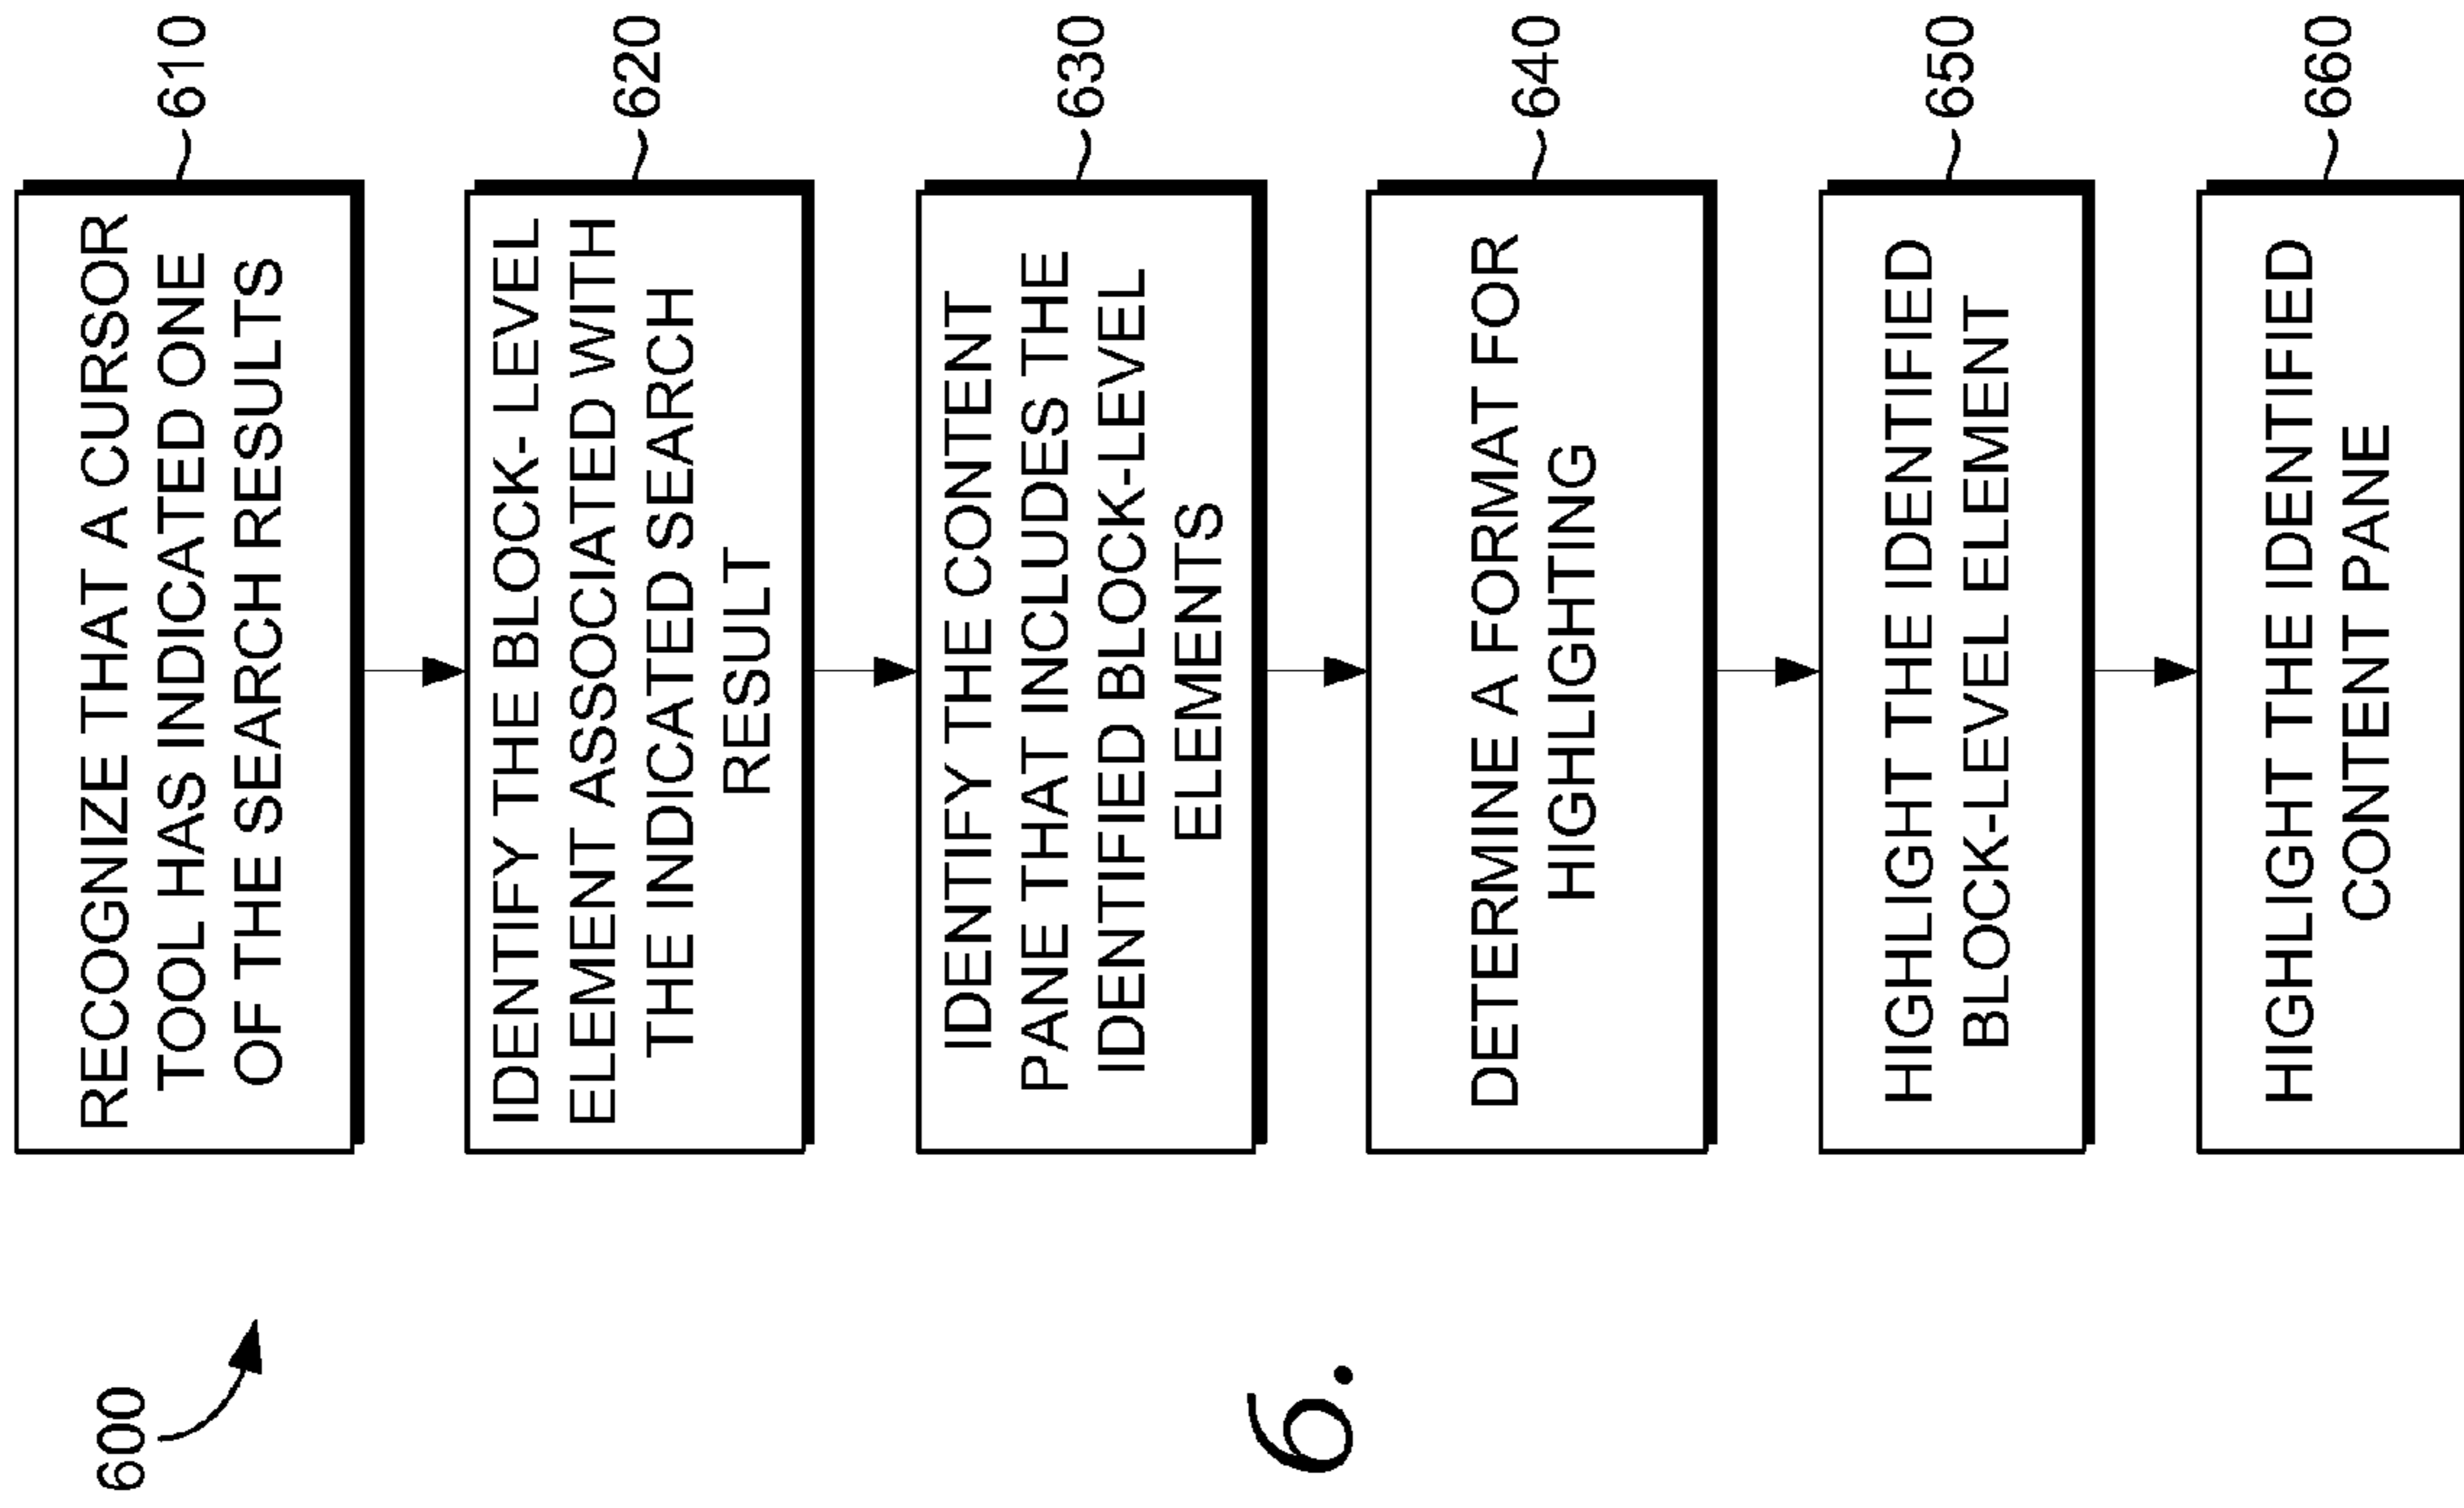 600
RECOGNIZE THAT A CURSOR
TOOL HAS INDICATED ONE
OF THE SEARCH RESULTS
610
IDENTIFY THE BLOCK- LEVEL
ELEMENT ASSOCIATED WITH
THE INDICATED SEARCH
RESULT
620
IDENTIFY THE CONTENT
PANE THAT INCLUDES THE
IDENTIFIED BLOCK-LEVEL
ELEMENTS
630
DETERMINE A FORMAT FOR
HIGHLIGHTING
640
HIGHLIGHT THE IDENTIFIED
BLOCK-LEVEL ELEMENT
650
HIGHLIGHT THE IDENTIFIED
CONTENT PANE
660
6.